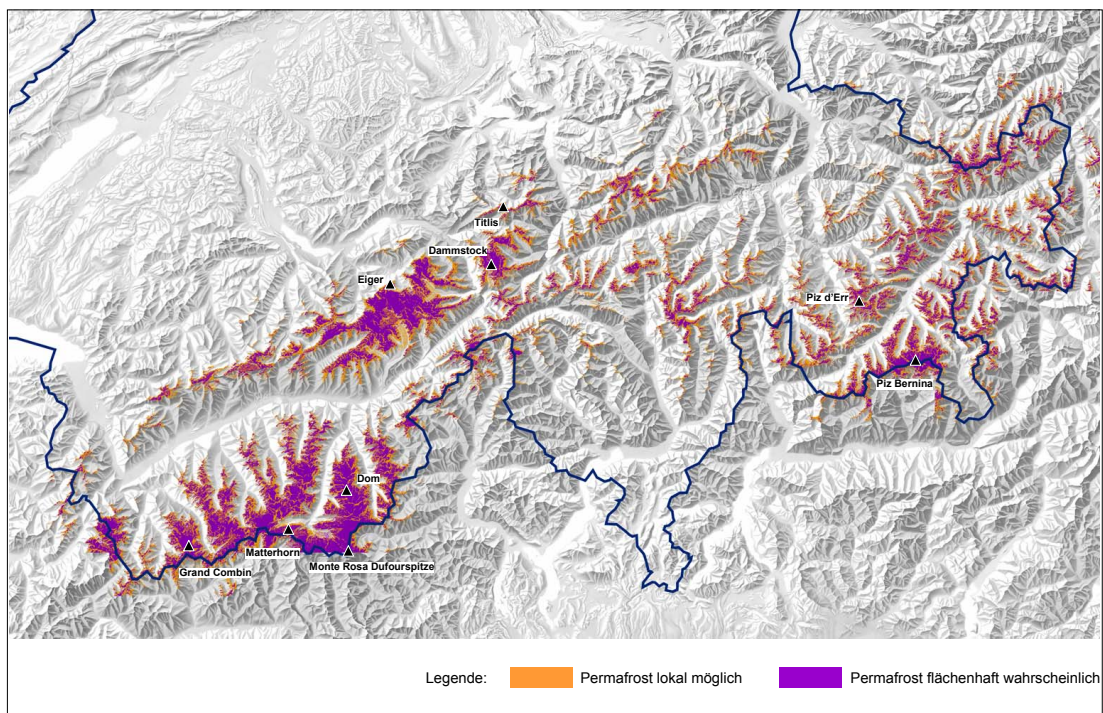 Titlis
Dammstock
Eiger
Piz d'Err
Piz Bernina
Dom
Matterhorn
Grand Combin
Monte Rosa Dufourspitze
Legende:
Permafrost lokal möglich
Permafrost flächenhaft wahrscheinlich